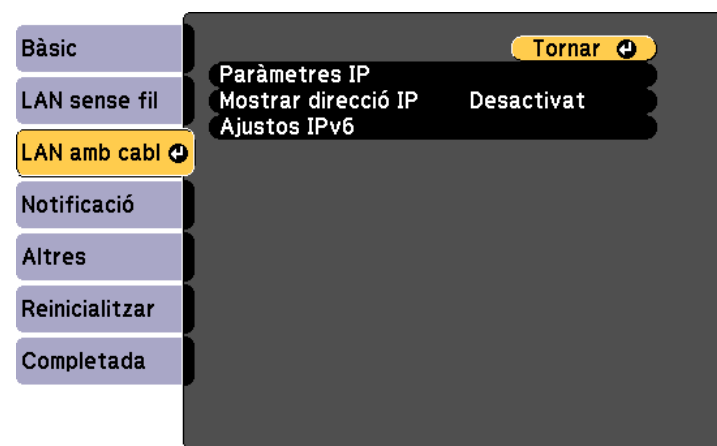 Bàsic
LAN sense fil
LAN amb cabl
Notificació
Altres
Reinicialitzar
Completada
Tornar
Paràmetres IP
Mostrar direcció IP Desactivat
Ajustos IPv6